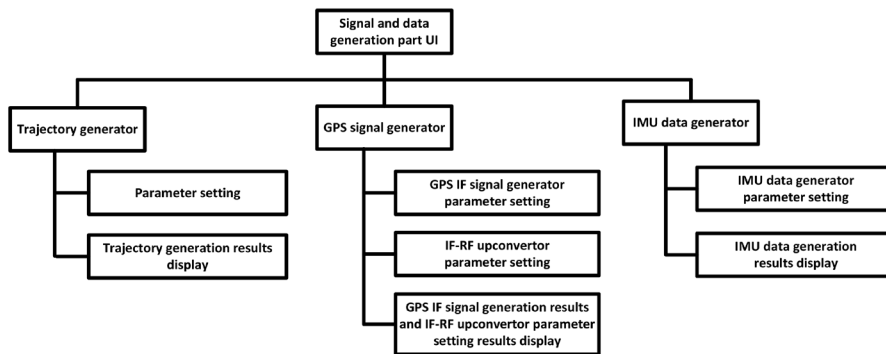 Signal and data
generation part UI
Trajectory generator
GPS signal generator
IMU data generator
Parameter setting
GPS IF signal generator
parameter setting
IMU data generator
parameter setting
Trajectory generation results
display
IF-RF upconvertor
parameter setting
IMU data generation
results display
GPS IF signal generation results
and IF-RF upconvertor parameter
setting results display